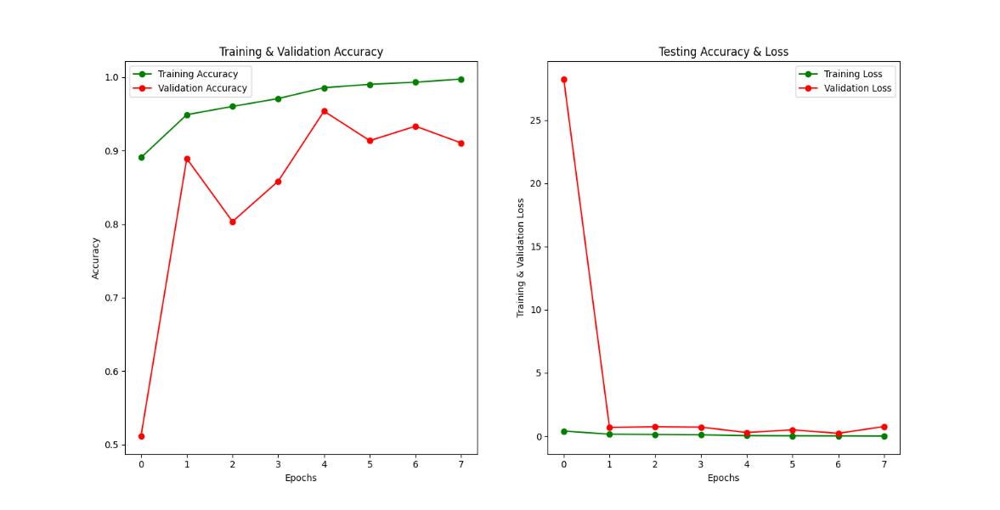 Training & Validation Accuracy
Training Accuracy
Validation Accuracy
1.0
0.9
0.8
0.7
0.6
0.5
Accuracy
0 1 2 3 4 5 6 7
Epochs
Testing Accuracy & Loss
Training Loss
Validation Loss
25
20
15
10
5
0
Training & Validation Loss
0 1 2 3 4 5 6 7
Epochs